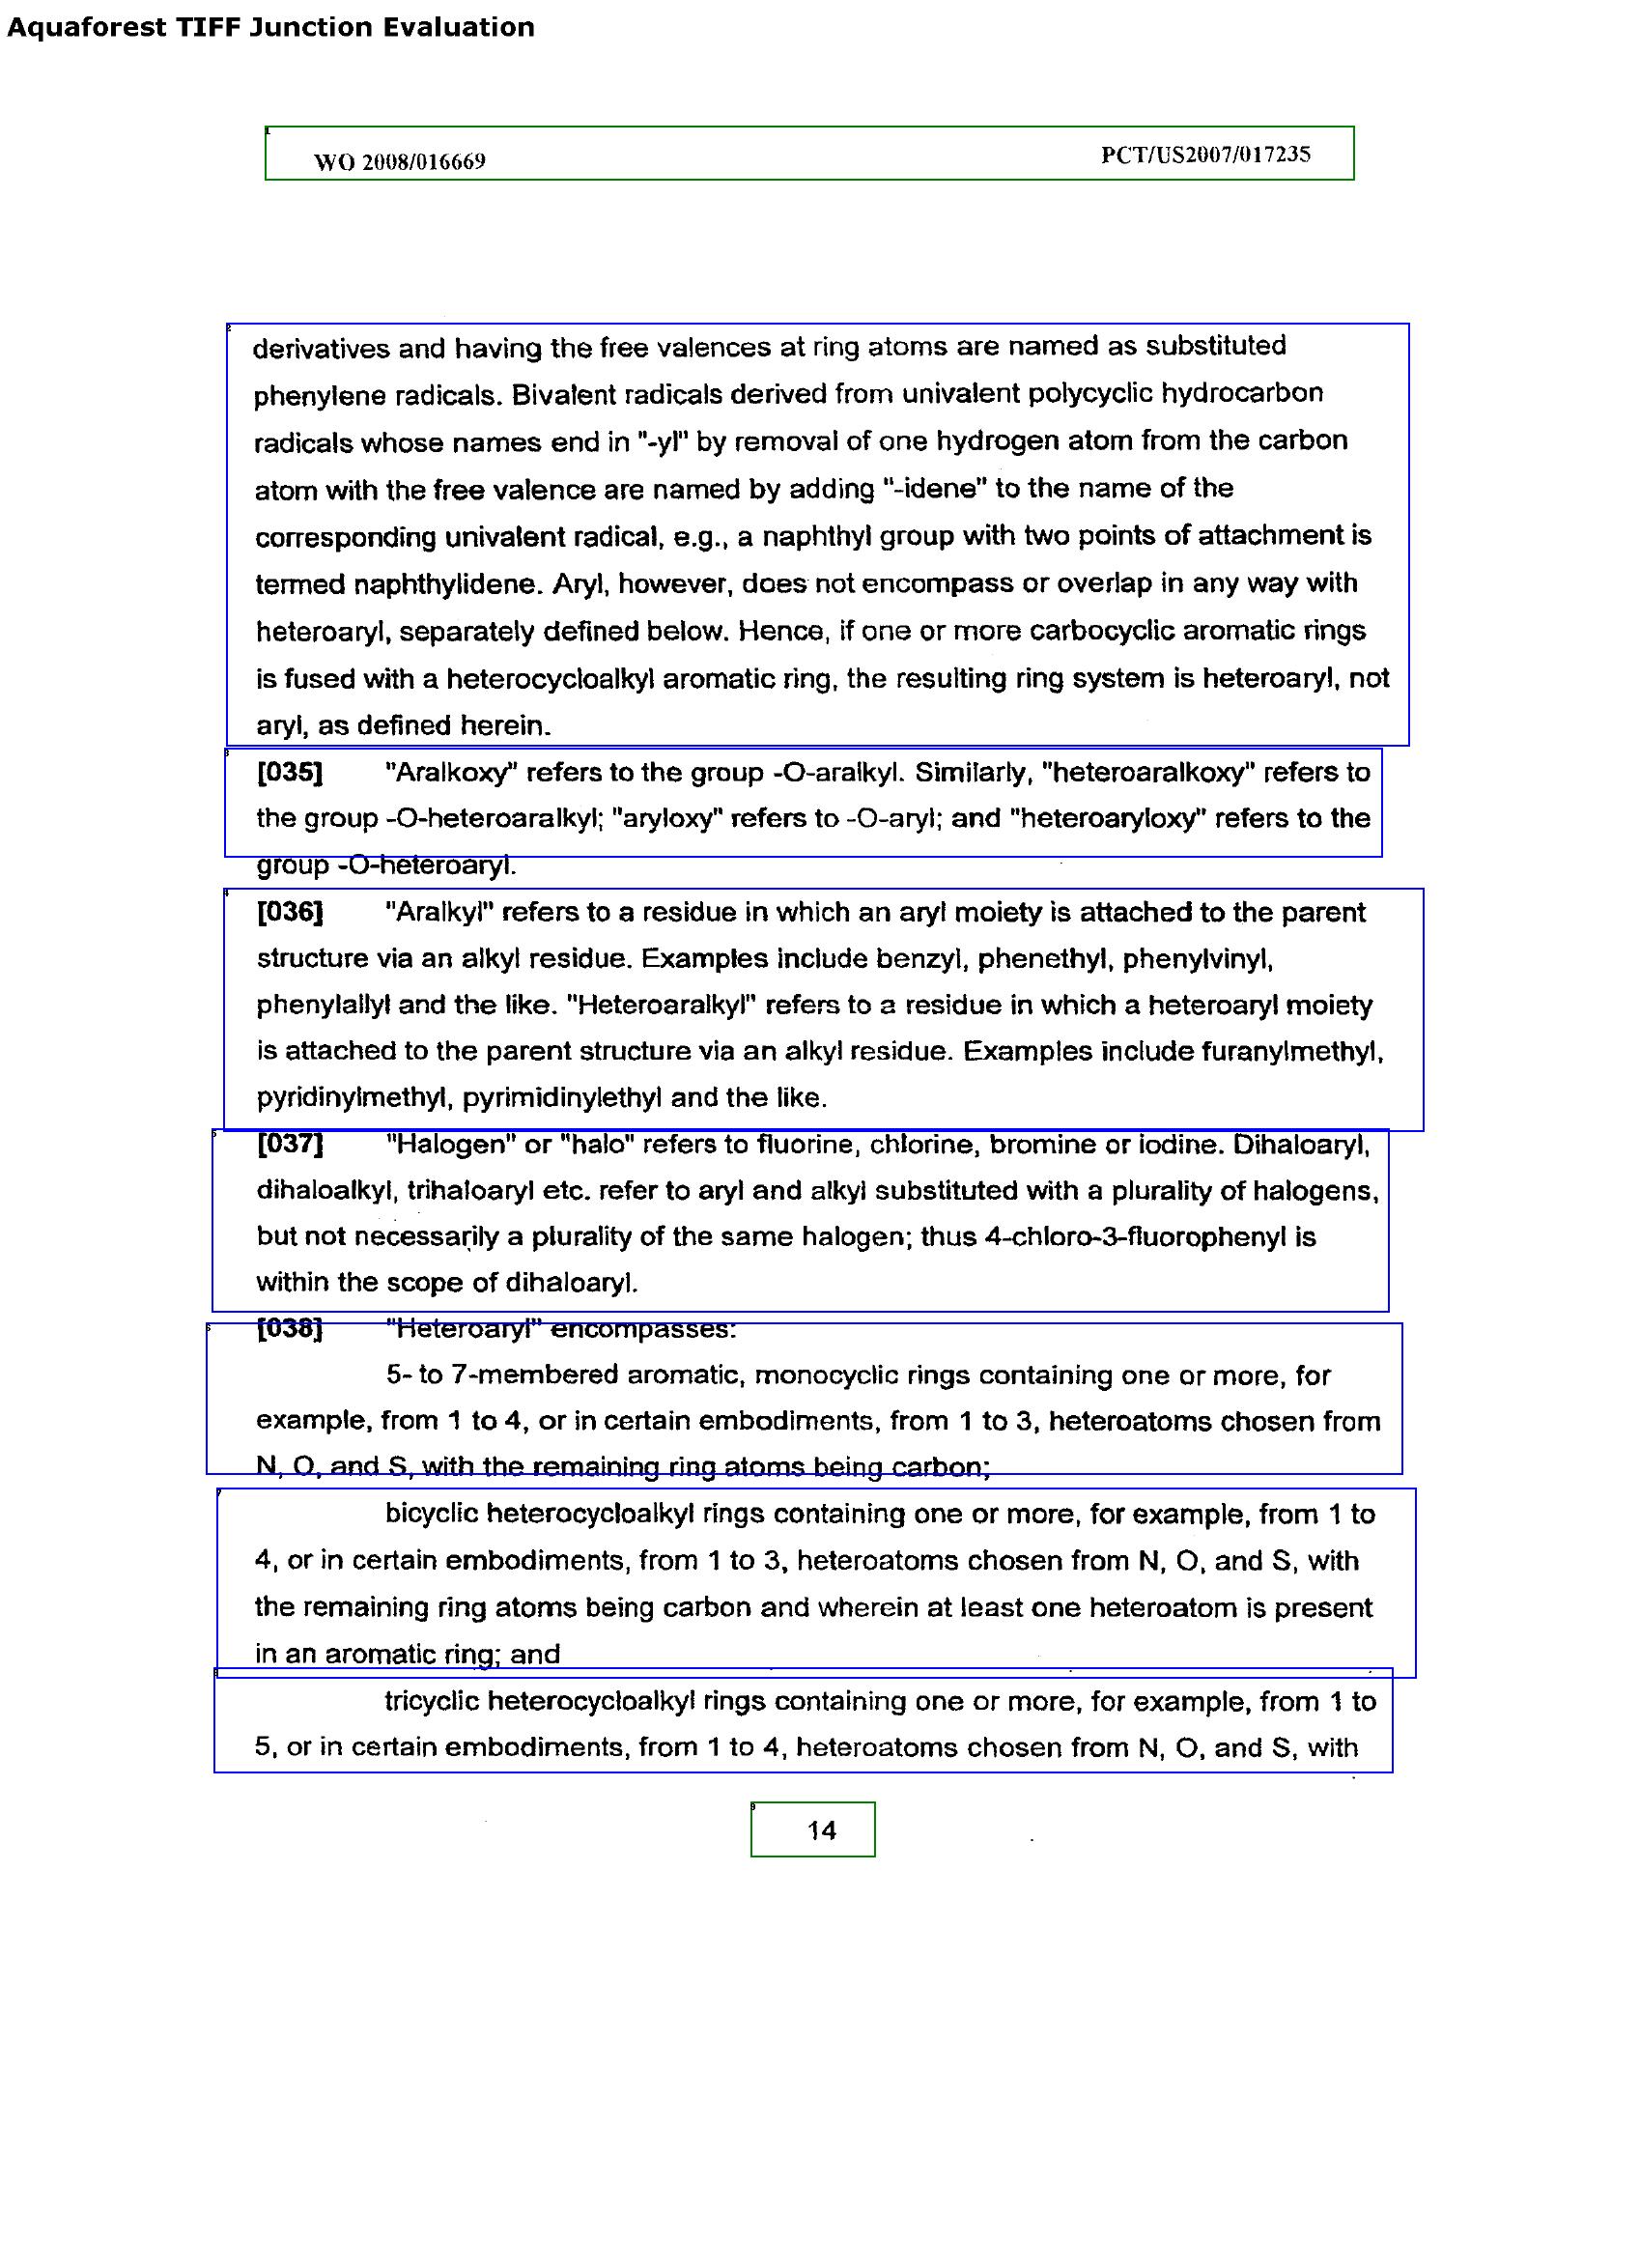 Aquaforest TIFF Junction Evaluation
WO 2008/016669 PCT/US2007/017235
derivatives and having the free valences at ring atoms are named as substituted
phenylene radicals. Bivalent radicals derived from univalent polycyclic hydrocarbon
radicals whose names end in "-yl" by removal of one hydrogen atom from the carbon
atom with the free valence are named by adding "-idene" to the name of the
corresponding univalent radical, e.g., a naphthyl group with two points of attachment is
termed naphthylidene. Aryl, however, does not encompass or overlap in any way with
heteroaryl, separately defined below. Hence, if one or more carbocyclic aromatic rings
is fused with a heterocycloalkyl aromatic ring, the resulting ring system is heteroaryl, not
aryl, as defined herein.
[035] "Aralkoxy" refers to the group -O-aralkyl. Similarly, "heteroaralkoxy" refers to
the group -O-heteroaralkyl; "aryloxy" refers to -O-aryl; and "heteroaryloxy" refers to the
group -O-heteroaryl.
[036] "Aralkyl" refers to a residue in which an aryl moiety is attached to the parent
structure via an alkyl residue. Examples include benzyl, phenethyl, phenylvinyl,
phenylallyl and the like. "Heteroaralkyl" refers to a residue in which a heteroaryl moiety
is attached to the parent structure via an alkyl residue. Examples include furanylmethyl,
pyridinylmethyl, pyrimidinylethyl and the like.
[037] "Halogen" or "halo" refers to fluorine, chlorine, bromine or iodine. Dihaloaryl,
dihaloalkyl, trihaloaryl etc. refer to aryl and alkyl substituted with a plurality of halogens,
but not necessarily a plurality of the same halogen; thus 4-chloro-3-fluorophenyl is
within the scope of dihaloaryl.
[038] "Heteroaryl" encompasses:
5- to 7-membered aromatic, monocyclic rings containing one or more, for
example, from 1 to 4, or in certain embodiments, from 1 to 3, heteroatoms chosen from
N, O, and S, with the remaining ring atoms being carbon;
bicyclic heterocycloalkyl rings containing one or more, for example, from 1 to
4, or in certain embodiments, from 1 to 3, heteroatoms chosen from N, O, and S, with
the remaining ring atoms being carbon and wherein at least one heteroatom is present
in an aromatic ring; and
tricyclic heterocycloalkyl rings containing one or more, for example, from 1 to
5, or in certain embodiments, from 1 to 4, heteroatoms chosen from N, O, and S, with
14